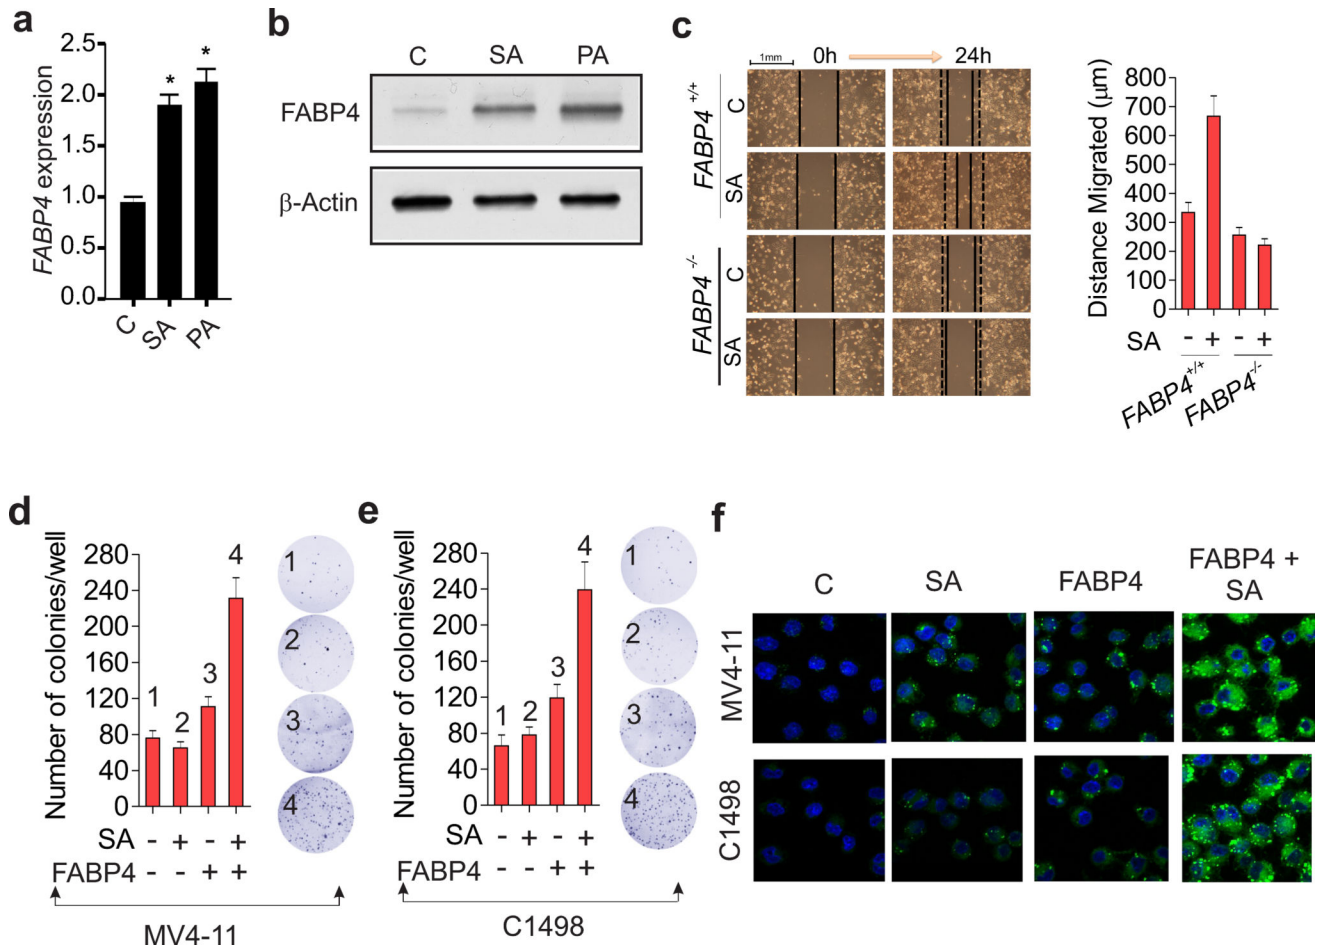 a
2.5
2.0
1.5
1.0
0.5
0.0
FABP4 expression
*
*
C
SA
PA
b
C SA PA
FABP4
β-Actin
c
1mm
0h
24h
FABP4 +/+
C
SA
FABP4 -/-
C
SA
Distance Migrated (μm)
800
700
600
500
400
300
200
100
0
SA - + - +
FABP4+/+
FABP4-/-
d
Number of colonies/well
280
240
200
160
120
80
40
0
1
2
3
4
1
2
3
4
SA - + - +
FABP4 - - + +
MV4-11
e
Number of colonies/well
280
240
200
160
120
80
40
0
1
2
3
4
1
2
3
4
SA - + - +
FABP4 - - + +
C1498
f
C
SA
FABP4
FABP4 +
SA
MV4-11
C1498